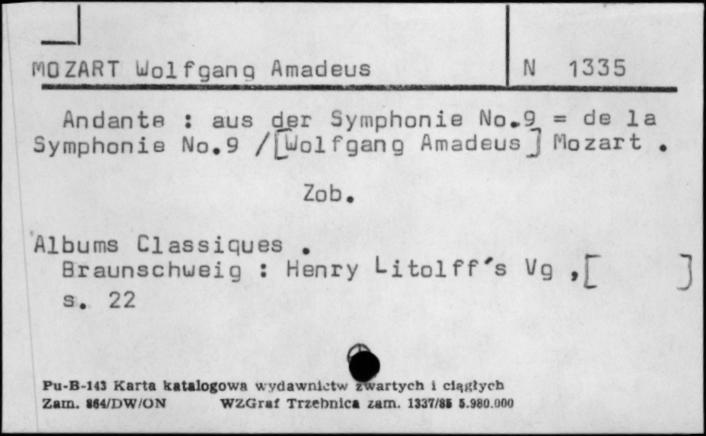 MOZART Wolfgang Amadeus N 1335
Andante : aus der Symphonie No.9 = de la
Symphonie No.9 /[Wolfgang Amadeus] Mozart .
Zob.
Albums Classiques .
Braunschweig : Henry Litolff's Vg ,[ ]
s. 22
Pu-B-143 Karta katalogowa wydawnictw zwartych i ciągłych
Zam. 864/DW/ON WZGraf Trzebnica zam. 1337/85 5.980.000